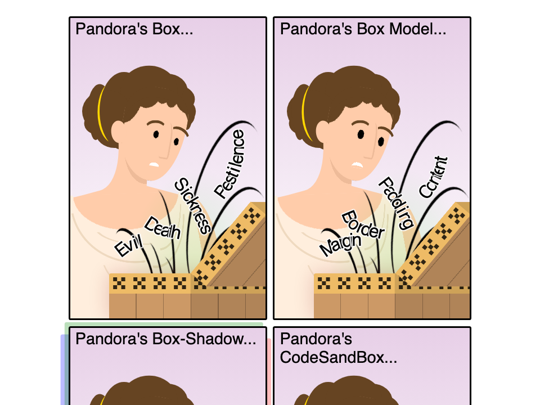 Pandora's Box...
Pestilence
Sickness
Death
Evil
Pandora's Box Model...
Content
Padding
Border
Margin
Pandora's Box-Shadow...
Pandora's
CodeSandBox...